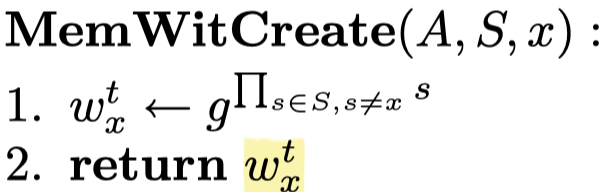 MemWitCreate(A, S, x) :
1. w_x^t ← g^{∏_{s∈S,s≠x} s}
2. return w_x^t